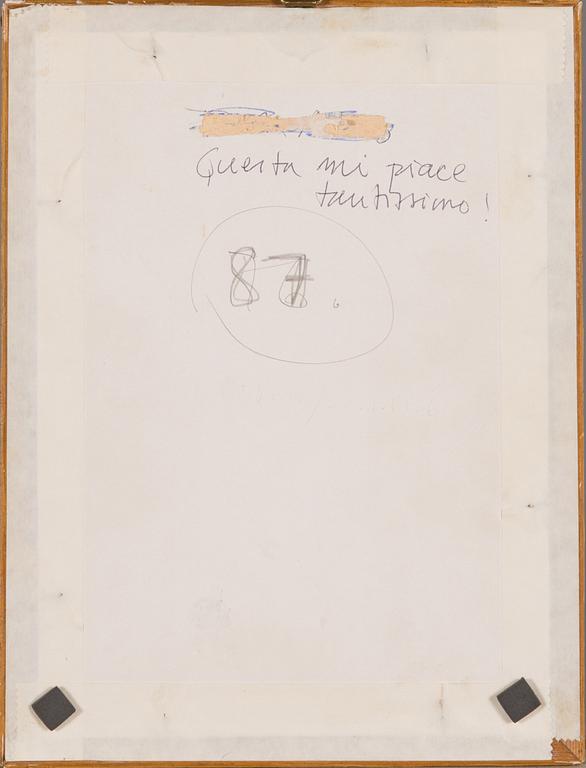 Questa mi piace
tantissimo!
87.